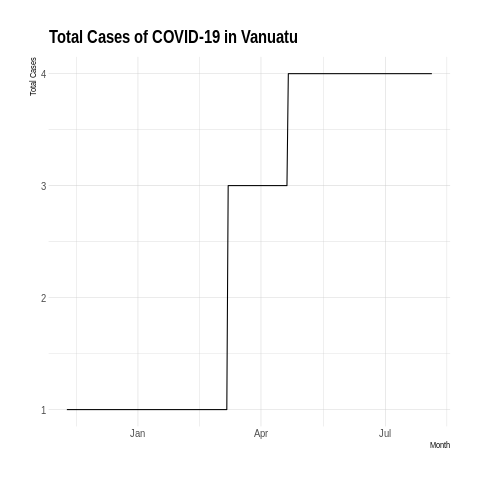 Total Cases of COVID-19 in Vanuatu
Total Cases
4
3
2
1
Jan Apr Jul
Month